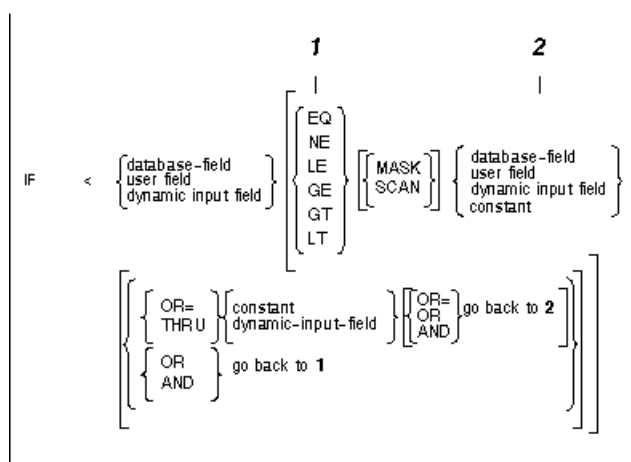 1 2
EQ
NE
LE
GE
GT
LT
IF < database-field
user field
dynamic input field
MASK
SCAN
database-field
user field
dynamic input field
constant
OR=
THRU
constant
dynamic-input-field
OR=
OR
AND
go back to 2
OR
AND
go back to 1